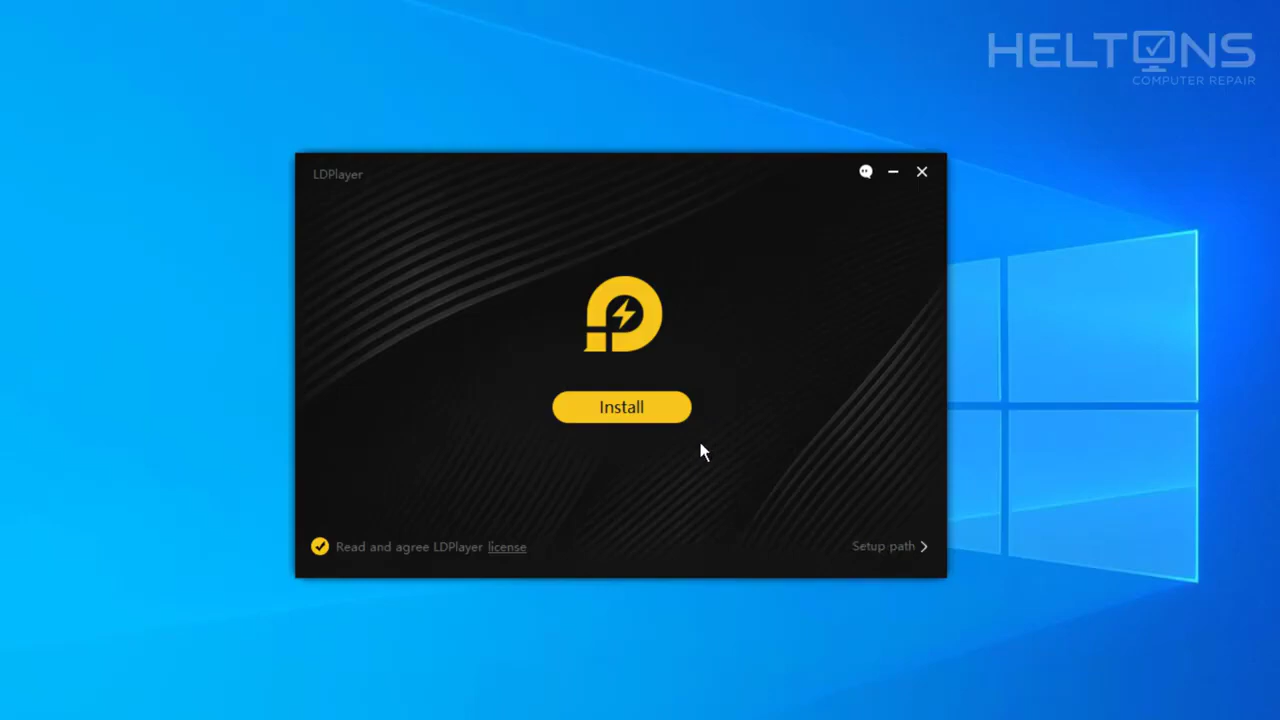 HELTONS
COMPUTER REPAIR
LDPlayer
Install
Read and agree LDPlayer license
Setup path